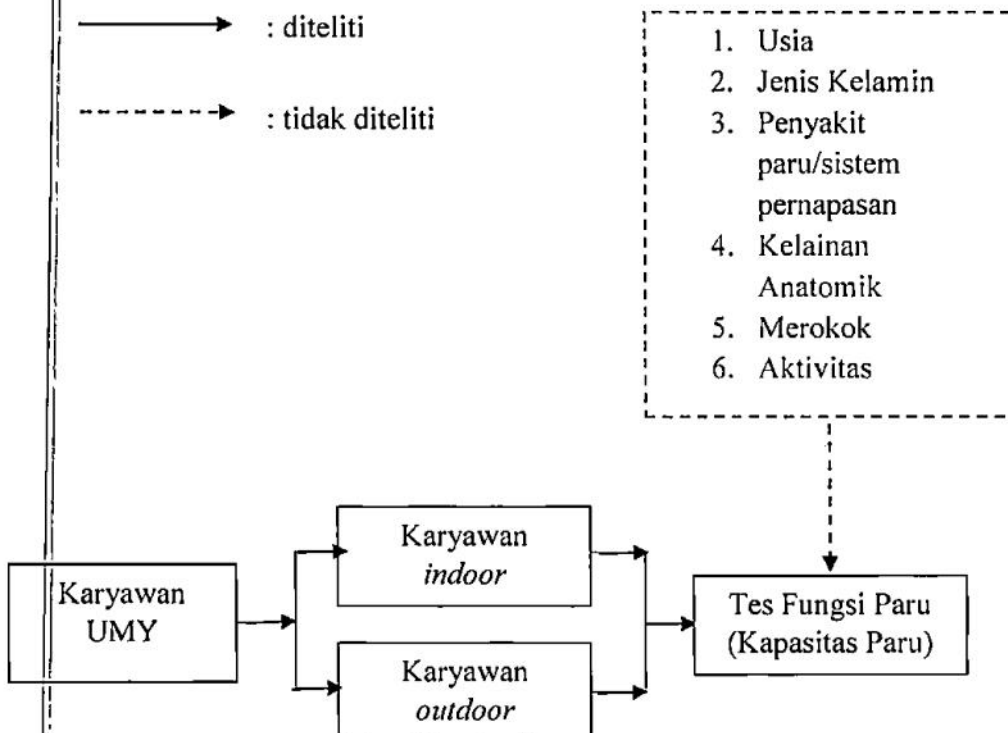 : diteliti
: tidak diteliti
1. Usia
2. Jenis Kelamin
3. Penyakit
paru/sistem
pernapasan
4. Kelainan
Anatomik
5. Merokok
6. Aktivitas
Karyawan
UMY
Karyawan
indoor
Karyawan
outdoor
Tes Fungsi Paru
(Kapasitas Paru)